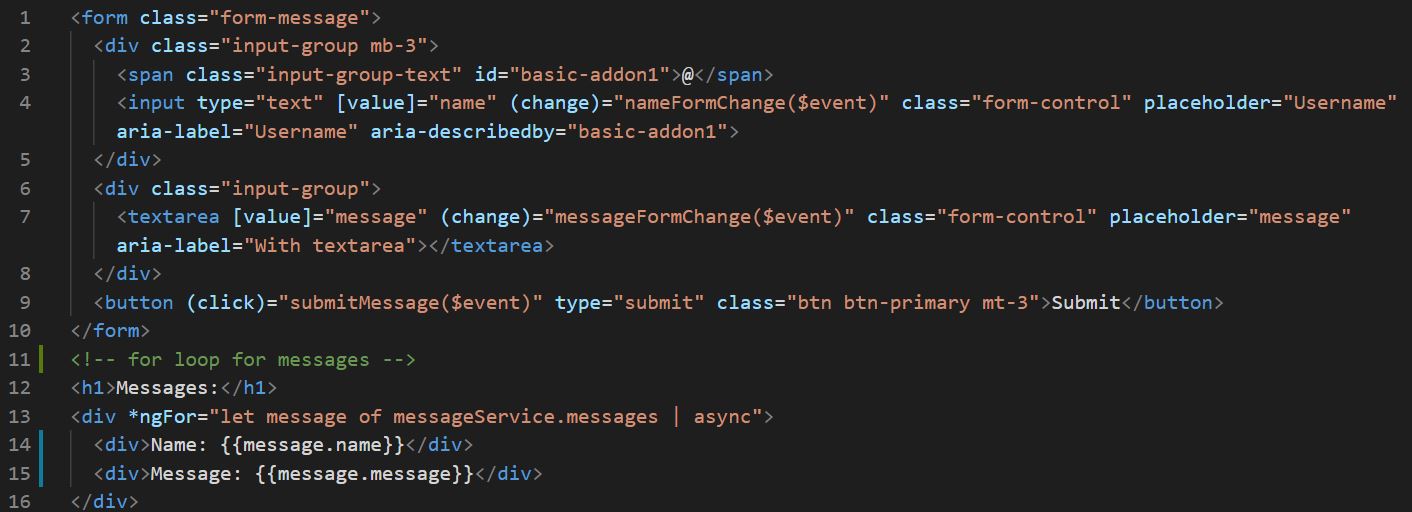 1 <form class="form-message">
2 <div class="input-group mb-3">
3 <span class="input-group-text" id="basic-addon1">@</span>
4 <input type="text" [value]="name" (change)="nameFormChange($event)" class="form-control" placeholder="Username"
aria-label="Username" aria-describedby="basic-addon1">
5 </div>
6 <div class="input-group">
7 <textarea [value]="message" (change)="messageFormChange($event)" class="form-control" placeholder="message"
aria-label="With textarea"></textarea>
8 </div>
9 <button (click)="submitMessage($event)" type="submit" class="btn btn-primary mt-3">Submit</button>
10 </form>
11 <!-- for loop for messages -->
12 <h1>Messages:</h1>
13 <div *ngFor="let message of messageService.messages | async">
14 <div>Name: {{message.name}}</div>
15 <div>Message: {{message.message}}</div>
16 </div>